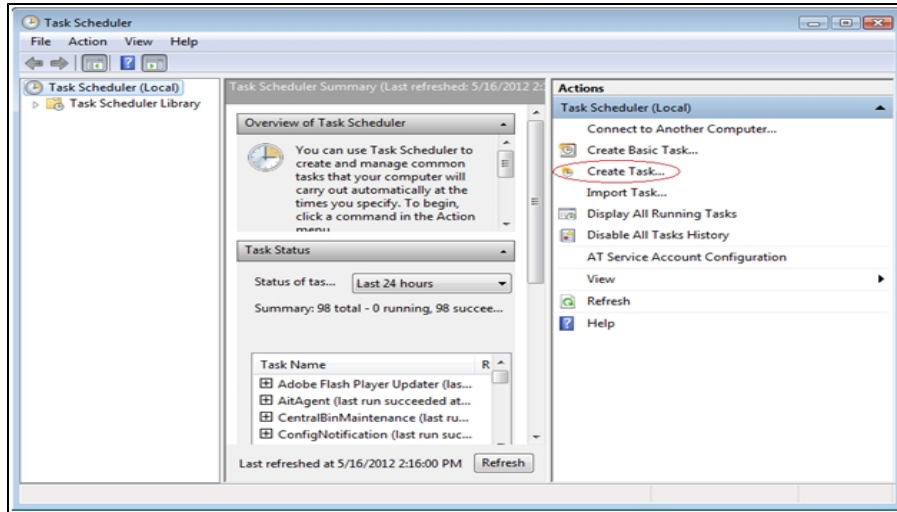 Task Scheduler
File Action View Help
Task Scheduler (Local)
Task Scheduler Library
Task Scheduler Summary (Last refreshed: 5/16/2012 2:
Overview of Task Scheduler
You can use Task Scheduler to
create and manage common
tasks that your computer will
carry out automatically at the
times you specify. To begin,
click a command in the Action
menu
Task Status
Status of tas... Last 24 hours
Summary: 98 total - 0 running, 98 succee...
Task Name R
Adobe Flash Player Updater (las...
AitAgent (last run succeeded at...
CentralBinMaintenance (last ru...
ConfigNotification (last run suc...
Last refreshed at 5/16/2012 2:16:00 PM Refresh
Actions
Task Scheduler (Local)
Connect to Another Computer...
Create Basic Task...
Create Task...
Import Task...
Display All Running Tasks
Disable All Tasks History
AT Service Account Configuration
View
Refresh
Help